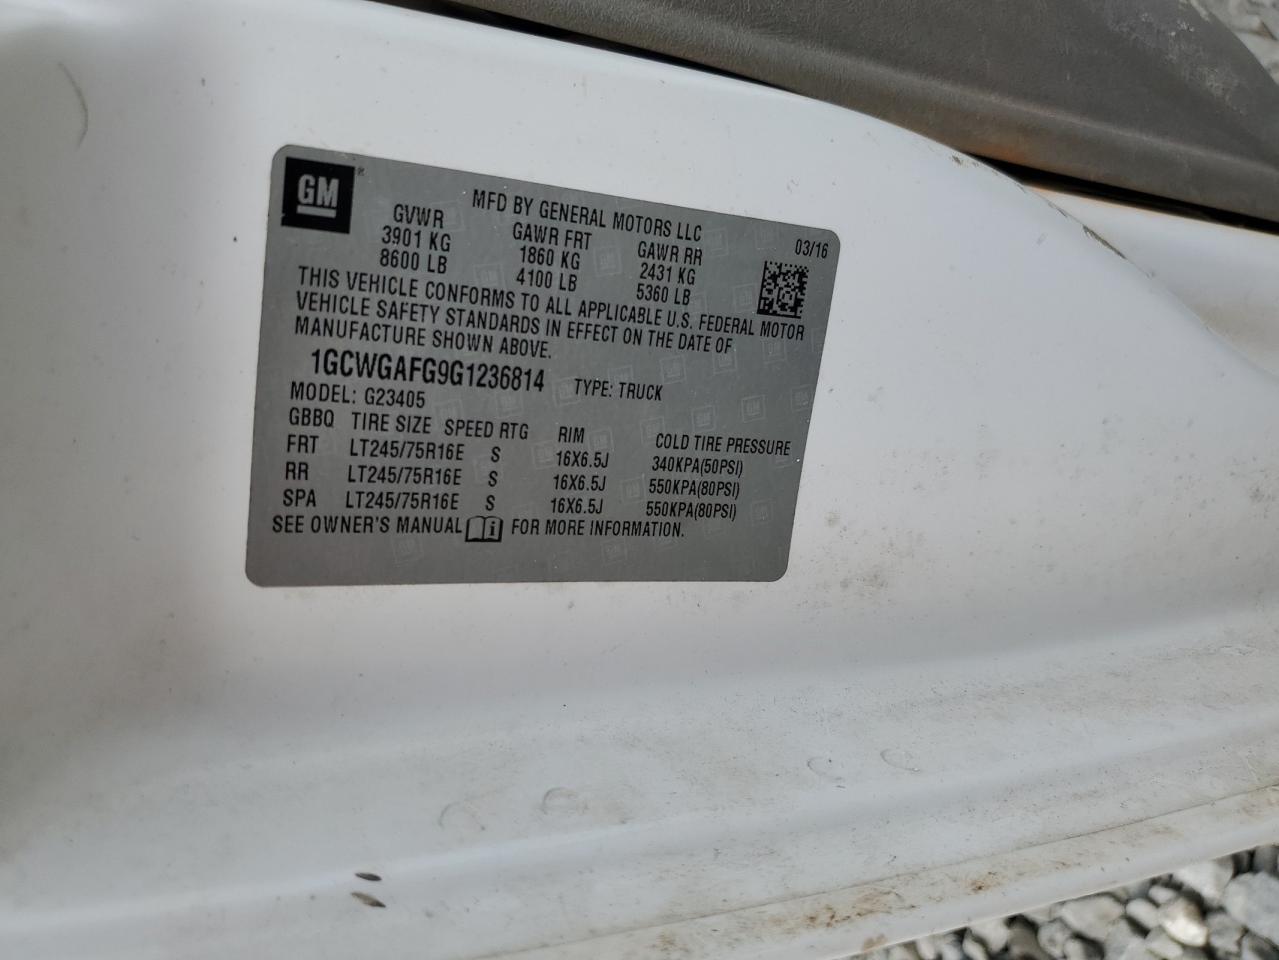 GM ®
MFD BY GENERAL MOTORS LLC
03/16
GVWR GAWR FRT GAWR RR
3901 KG 1860 KG 2431 KG
8600 LB 4100 LB 5360 LB
THIS VEHICLE CONFORMS TO ALL APPLICABLE U.S. FEDERAL MOTOR
VEHICLE SAFETY STANDARDS IN EFFECT ON THE DATE OF
MANUFACTURE SHOWN ABOVE.
1GCWGAFG9G1236814 TYPE: TRUCK
MODEL: G23405
GBBQ TIRE SIZE SPEED RTG RIM COLD TIRE PRESSURE
FRT LT245/75R16E S 16X6.5J 340KPA(50PSI)
RR LT245/75R16E S 16X6.5J 550KPA(80PSI)
SPA LT245/75R16E S 16X6.5J 550KPA(80PSI)
SEE OWNER'S MANUAL i FOR MORE INFORMATION.